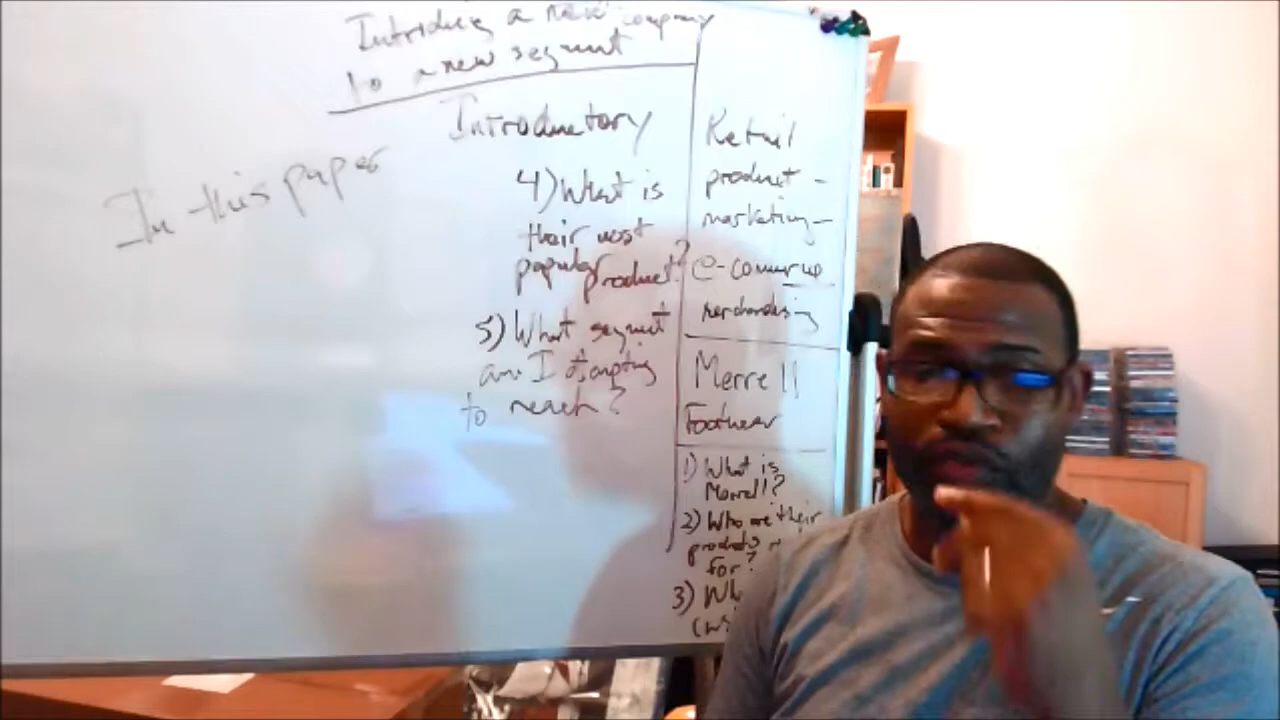 Introducing a new company
to a new segment
Introductory
In this paper
4) What is
their most
popular product?
5) What segment
am I attempting
to reach?
Retail
product -
marketing -
e-commerce
merchandising
Merrell
Footwear
1) What is
Merrell?
2) Who are their
products
for?
3)